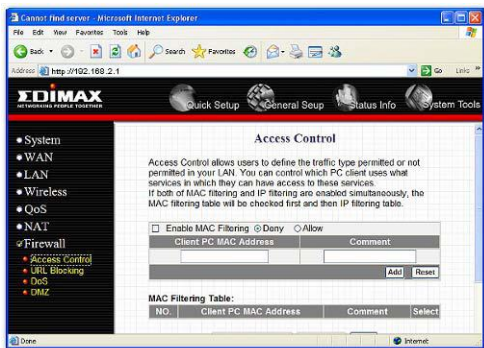 Cannot find server - Microsoft Internet Explorer
File Edit View Favorites Tools Help
Back Search Favorites
Address http://192.168.2.1 Go Links »
EDIMAX
NETWORKING PEOPLE TOGETHER
Quick Setup General Seup Status Info System Tools
System
WAN
LAN
Wireless
QoS
NAT
Firewall
Access Control
URL Blocking
DoS
DMZ
Access Control
Access Control allows users to define the traffic type permitted or not
permitted in your LAN. You can control which PC client uses what
services in which they can have access to these services.
If both of MAC filtering and IP filtering are enabled simultaneously, the
MAC filtering table will be checked first and then IP filtering table.
Enable MAC Filtering Deny Allow
Client PC MAC Address Comment
Add Reset
MAC Filtering Table:
NO. Client PC MAC Address Comment Select
Done Internet